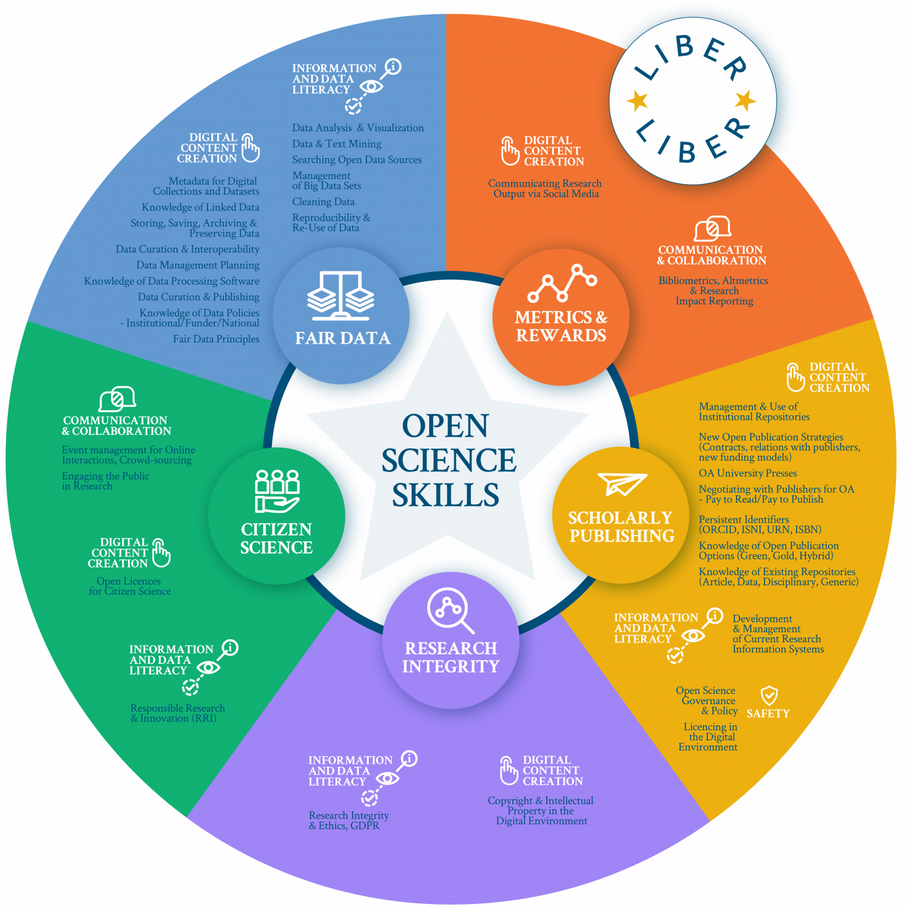 LIBER
LIBER
INFORMATION
AND DATA
LITERACY
Data Analysis & Visualization
Data & Text Mining
Searching Open Data Sources
Management
of Big Data Sets
Cleaning Data
Reproducibility &
Re-Use of Data
DIGITAL
CONTENT
CREATION
Metadata for Digital
Collections and Datasets
Knowledge of Linked Data
Storing, Saving, Archiving &
Preserving Data
Data Curation & Interoperability
Data Management Planning
Knowledge of Data Processing Software
Data Curation & Publishing
Knowledge of Data Policies
- Institutional/Funder/National
Fair Data Principles
FAIR DATA
DIGITAL
CONTENT
CREATION
Communicating Research
Output via Social Media
COMMUNICATION
& COLLABORATION
Bibliometrics, Altmetrics
& Research
Impact Reporting
METRICS &
REWARDS
DIGITAL
CONTENT
CREATION
Management & Use of
Institutional Repositories
New Open Publication Strategies
(Contracts, relations with publishers,
new funding models)
OA University Presses
Negotiating with Publishers for OA
- Pay to Read/Pay to Publish
Persistent Identifiers
(ORCID, ISNI, URN, ISBN)
Knowledge of Open Publication
Options (Green, Gold, Hybrid)
Knowledge of Existing Repositories
(Article, Data, Disciplinary, Generic)
INFORMATION
AND DATA
LITERACY
Development
& Management
of Current Research
Information Systems
Open Science
Governance
& Policy
Licencing in
the Digital
Environment
SAFETY
SCHOLARLY
PUBLISHING
OPEN
SCIENCE
SKILLS
COMMUNICATION
& COLLABORATION
Event management for Online
Interactions, Crowd-sourcing
Engaging the Public
in Research
DIGITAL
CONTENT
CREATION
Open Licences
for Citizen Science
INFORMATION
AND DATA
LITERACY
Responsible Research
& Innovation (RRI)
CITIZEN
SCIENCE
RESEARCH
INTEGRITY
INFORMATION
AND DATA
LITERACY
Research Integrity
& Ethics, GDPR
DIGITAL
CONTENT
CREATION
Copyright & Intellectual
Property in the
Digital Environment